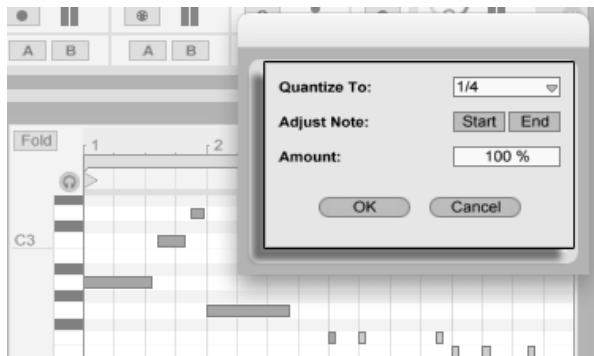 A B A B
Quantize To: 1/4
Adjust Note: Start End
Amount: 100 %
OK Cancel
Fold
1 2
C3